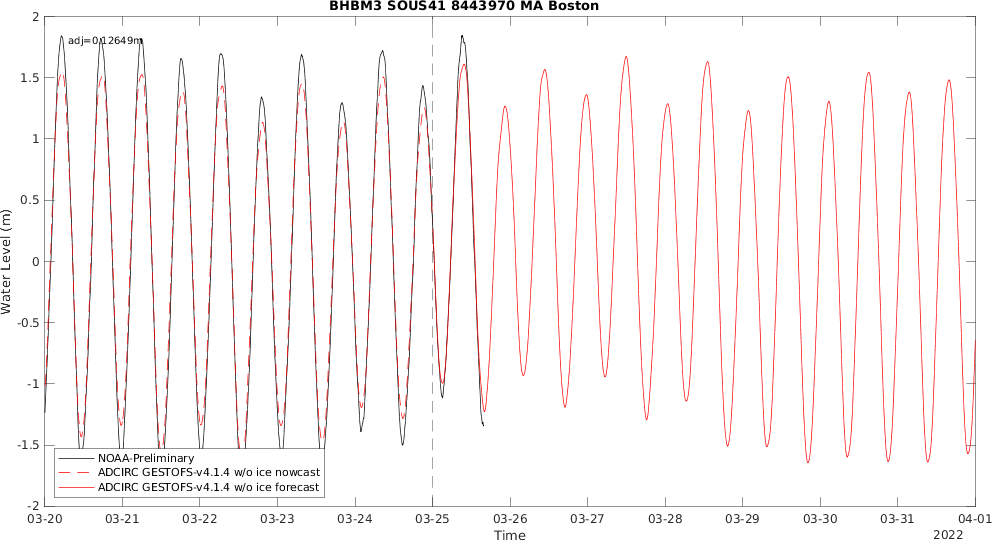 BHBM3 SOUS41 8443970 MA Boston
adj=0.12649m
Water Level (m)
2
1.5
1
0.5
0
-0.5
-1
-1.5
-2
NOAA-Preliminary
ADCIRC GESTOFS-v4.1.4 w/o ice nowcast
ADCIRC GESTOFS-v4.1.4 w/o ice forecast
03-20 03-21 03-22 03-23 03-24 03-25 03-26 03-27 03-28 03-29 03-30 03-31 04-01
Time
2022